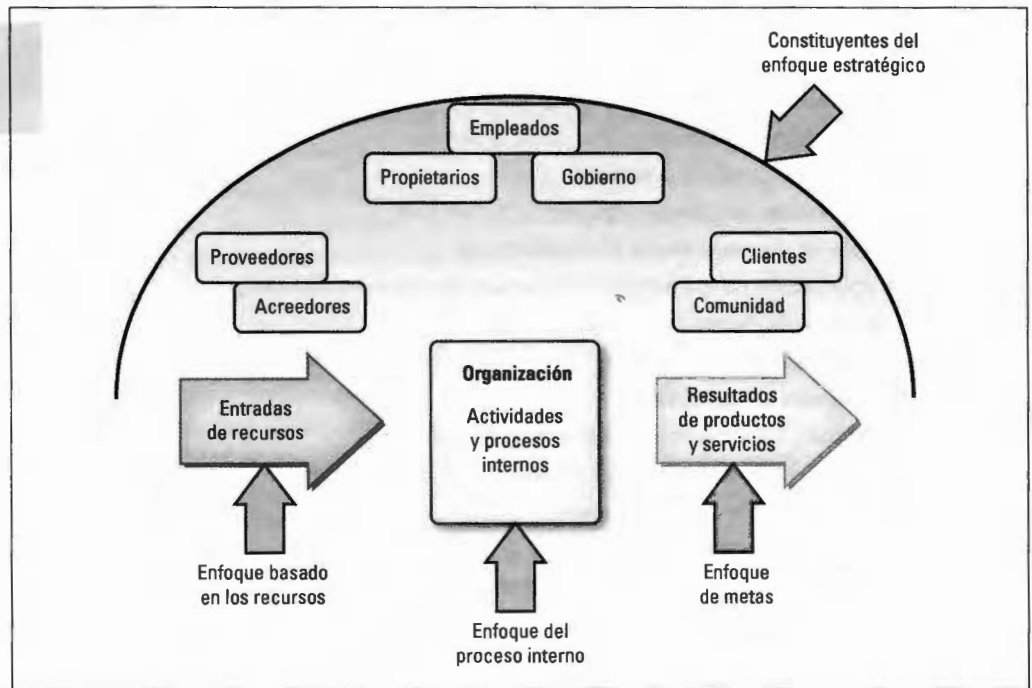 Constituyentes del
enfoque estratégico
Empleados
Propietarios
Gobierno
Proveedores
Acreedores
Clientes
Comunidad
Entradas
de recursos
Organización
Actividades
y procesos
internos
Resultados
de productos
y servicios
Enfoque basado
en los recursos
Enfoque del
proceso interno
Enfoque
de metas